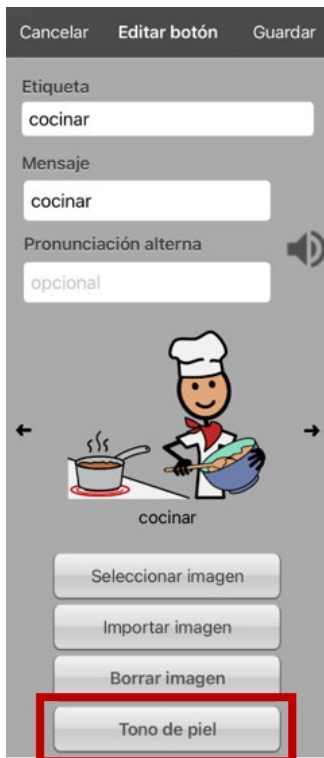 Cancelar Editar botón Guardar
Etiqueta
cocinar
Mensaje
cocinar
Pronunciación alterna
opcional
cocinar
Seleccionar imagen
Importar imagen
Borrar imagen
Tono de piel